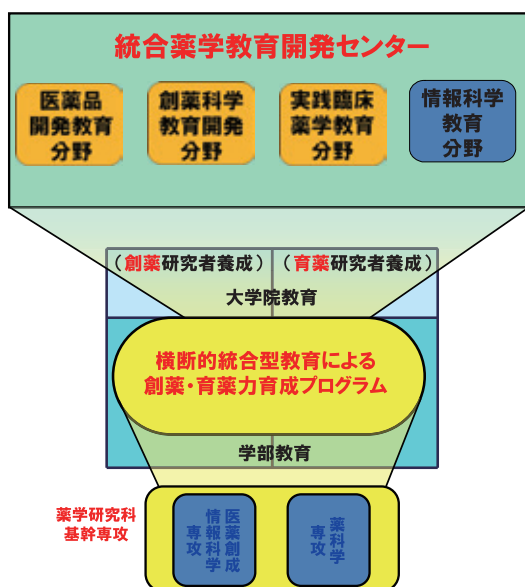 統合薬学教育開発センター
医薬品
開発教育
分野
創薬科学
教育開発
分野
実践臨床
薬学教育
分野
情報科学
教育
分野
（創薬研究者養成）
（育薬研究者養成）
大学院教育
横断的統合型教育による
創薬・育薬力育成プログラム
学部教育
薬学研究科
基幹専攻
医薬創成
情報科学
専攻
薬科学
専攻